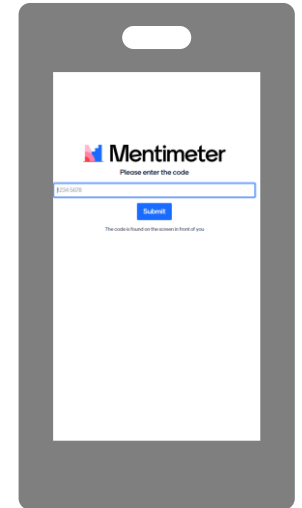 Mentimeter
Please enter the code
1234 5678
Submit
The code is found on the screen in front of you